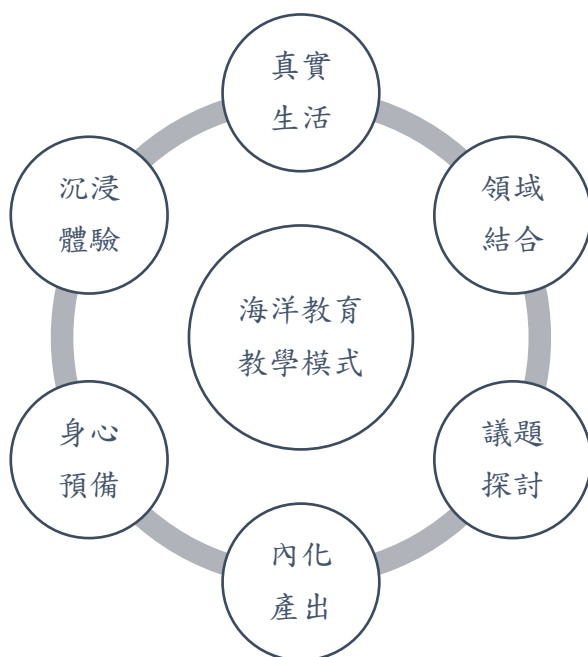 真實
生活
領域
結合
議題
探討
內化
產出
身心
預備
沉浸
體驗
海洋教育
教學模式